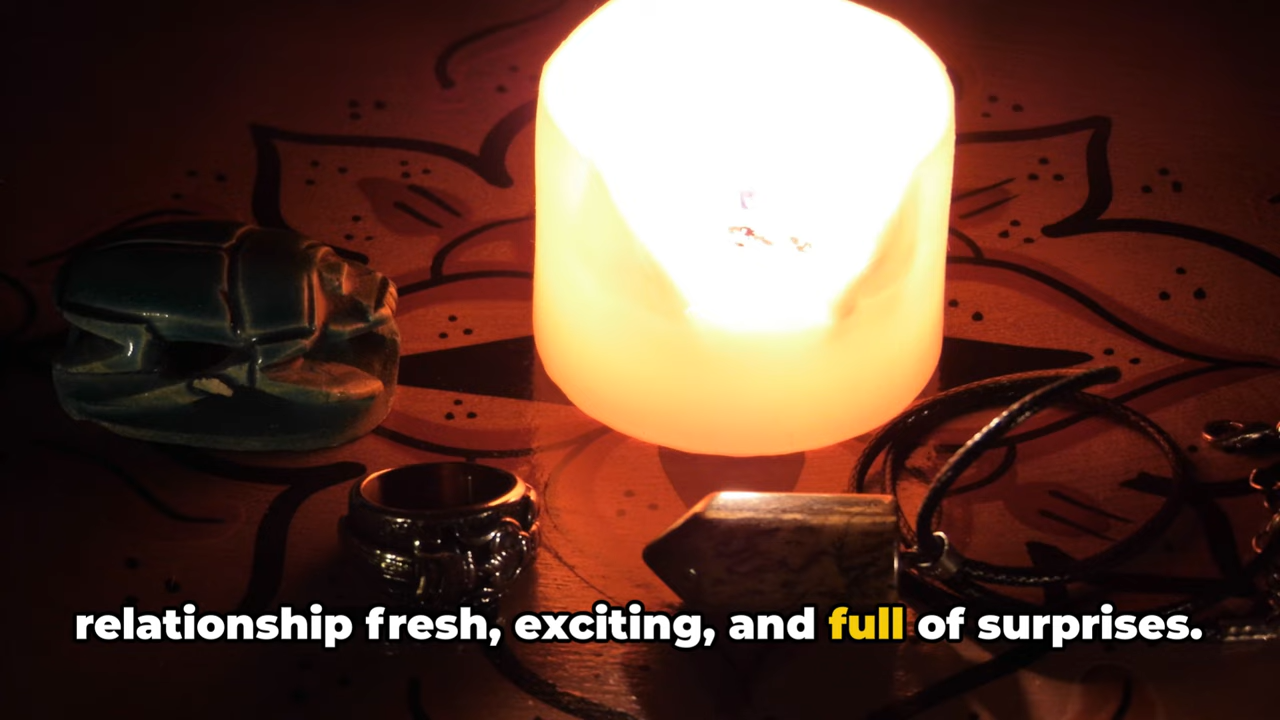 relationship fresh, exciting, and full of surprises.